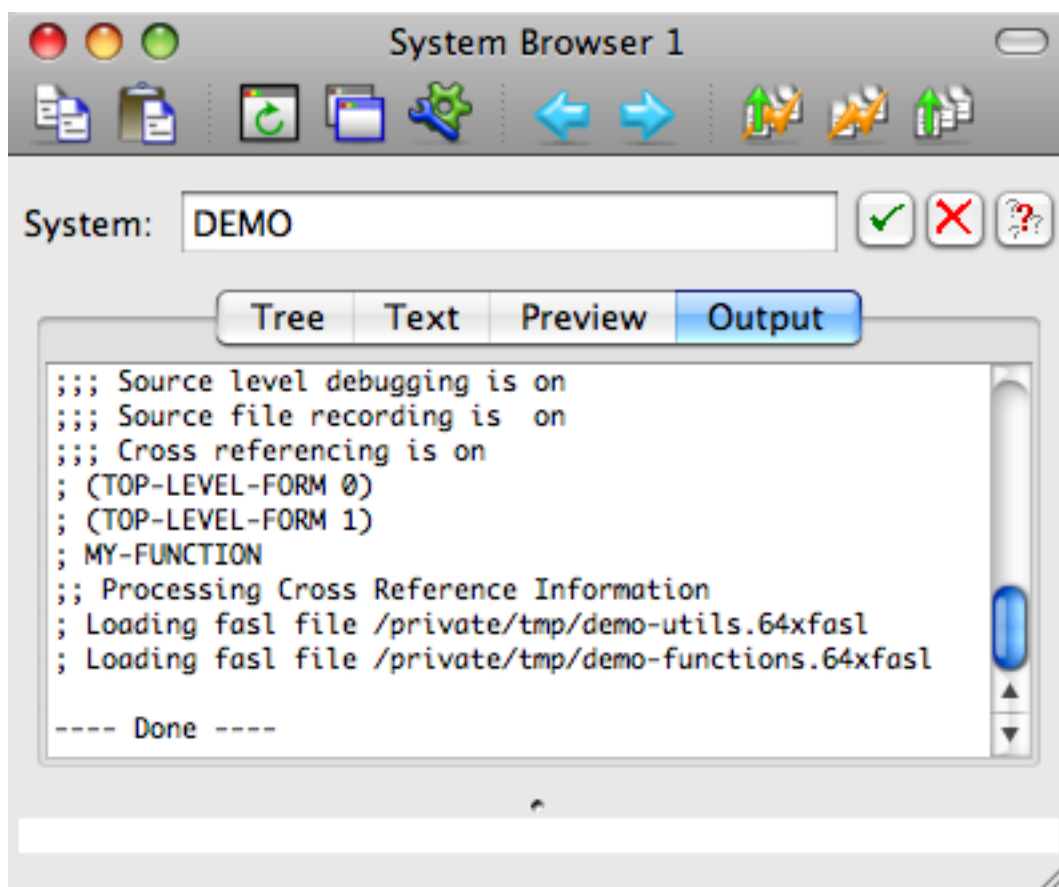 System Browser 1
System: DEMO
Tree Text Preview Output
;;; Source level debugging is on
;;; Source file recording is  on
;;; Cross referencing is on
; (TOP-LEVEL-FORM 0)
; (TOP-LEVEL-FORM 1)
; MY-FUNCTION
;; Processing Cross Reference Information
; Loading fasl file /private/tmp/demo-utils.64xfasl
; Loading fasl file /private/tmp/demo-functions.64xfasl
---- Done ----